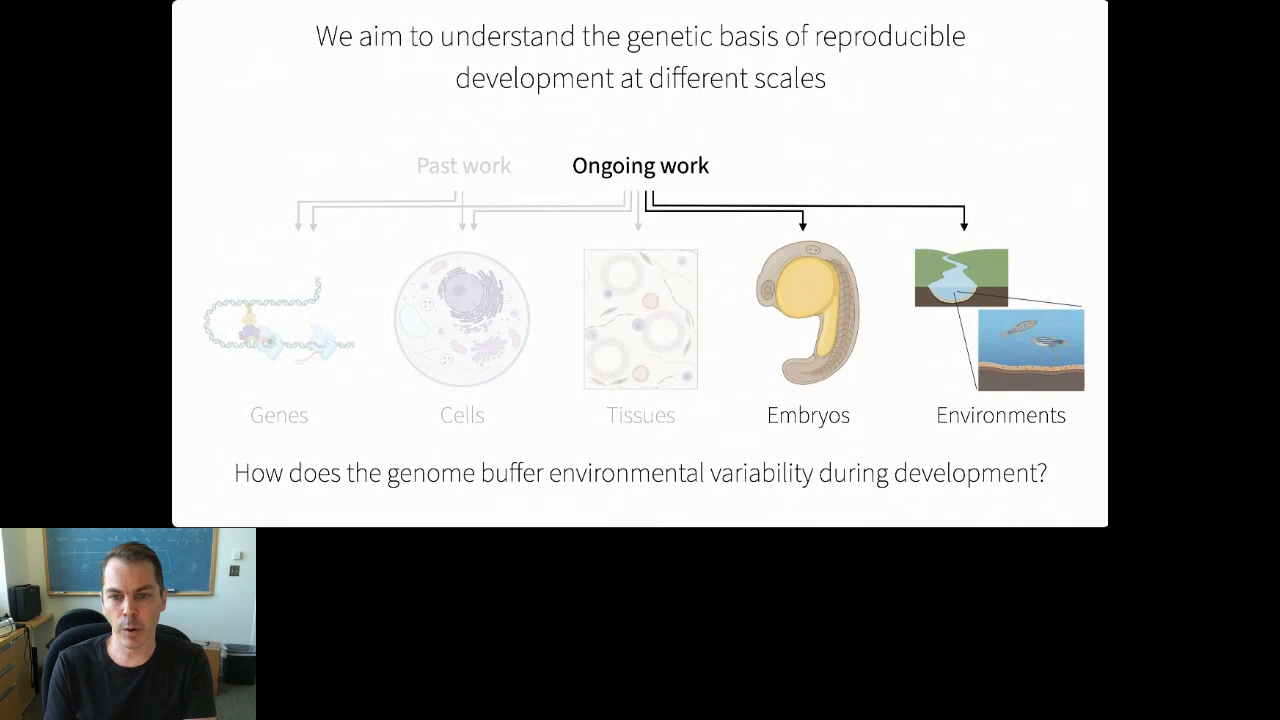 We aim to understand the genetic basis of reproducible
development at different scales
Past work
Ongoing work
Genes
Cells
Tissues
Embryos
Environments
How does the genome buffer environmental variability during development?